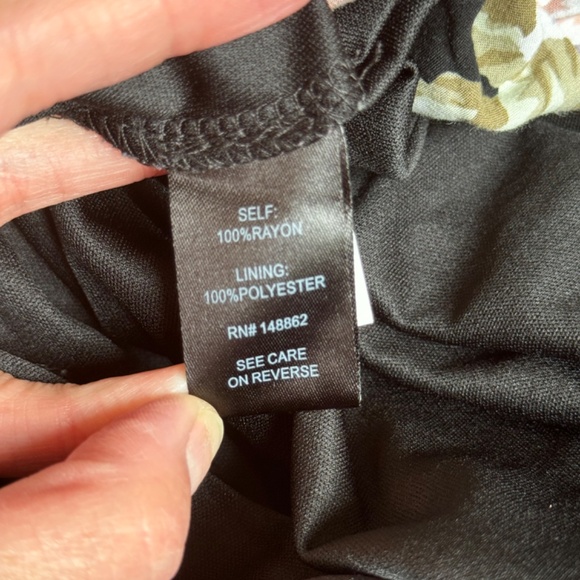 SELF:
100%RAYON
LINING:
100%POLYESTER
RN# 148862
SEE CARE
ON REVERSE